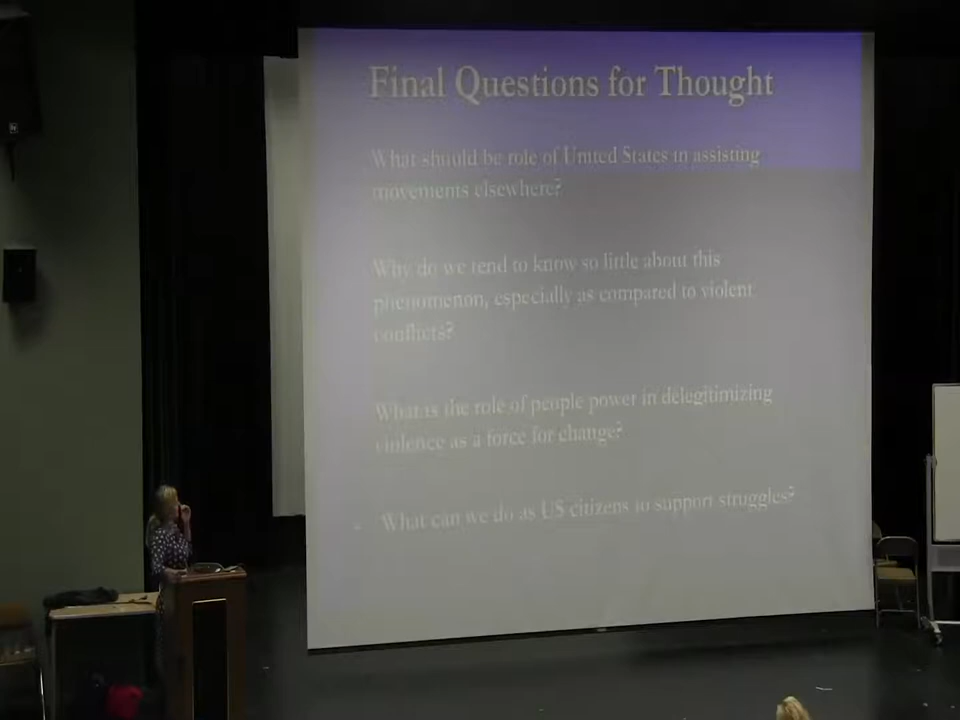 Final Questions for Thought
What should be role of United States in assisting
movements elsewhere?
Why do we tend to know so little about this
phenomenon, especially as compared to violent
conflicts?
What is the role of people power in delegitimizing
violence as a force for change?
What can we do as US citizens to support struggles?